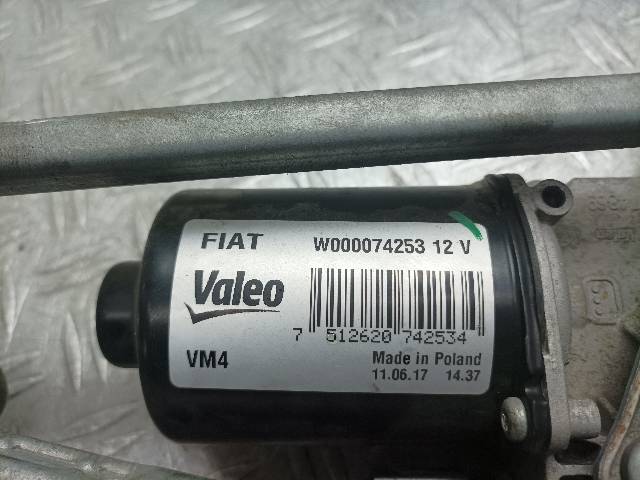 FIAT W000074253 12 V
Valeo
7 512620 742534
VM4 Made in Poland
11.06.17 14.37